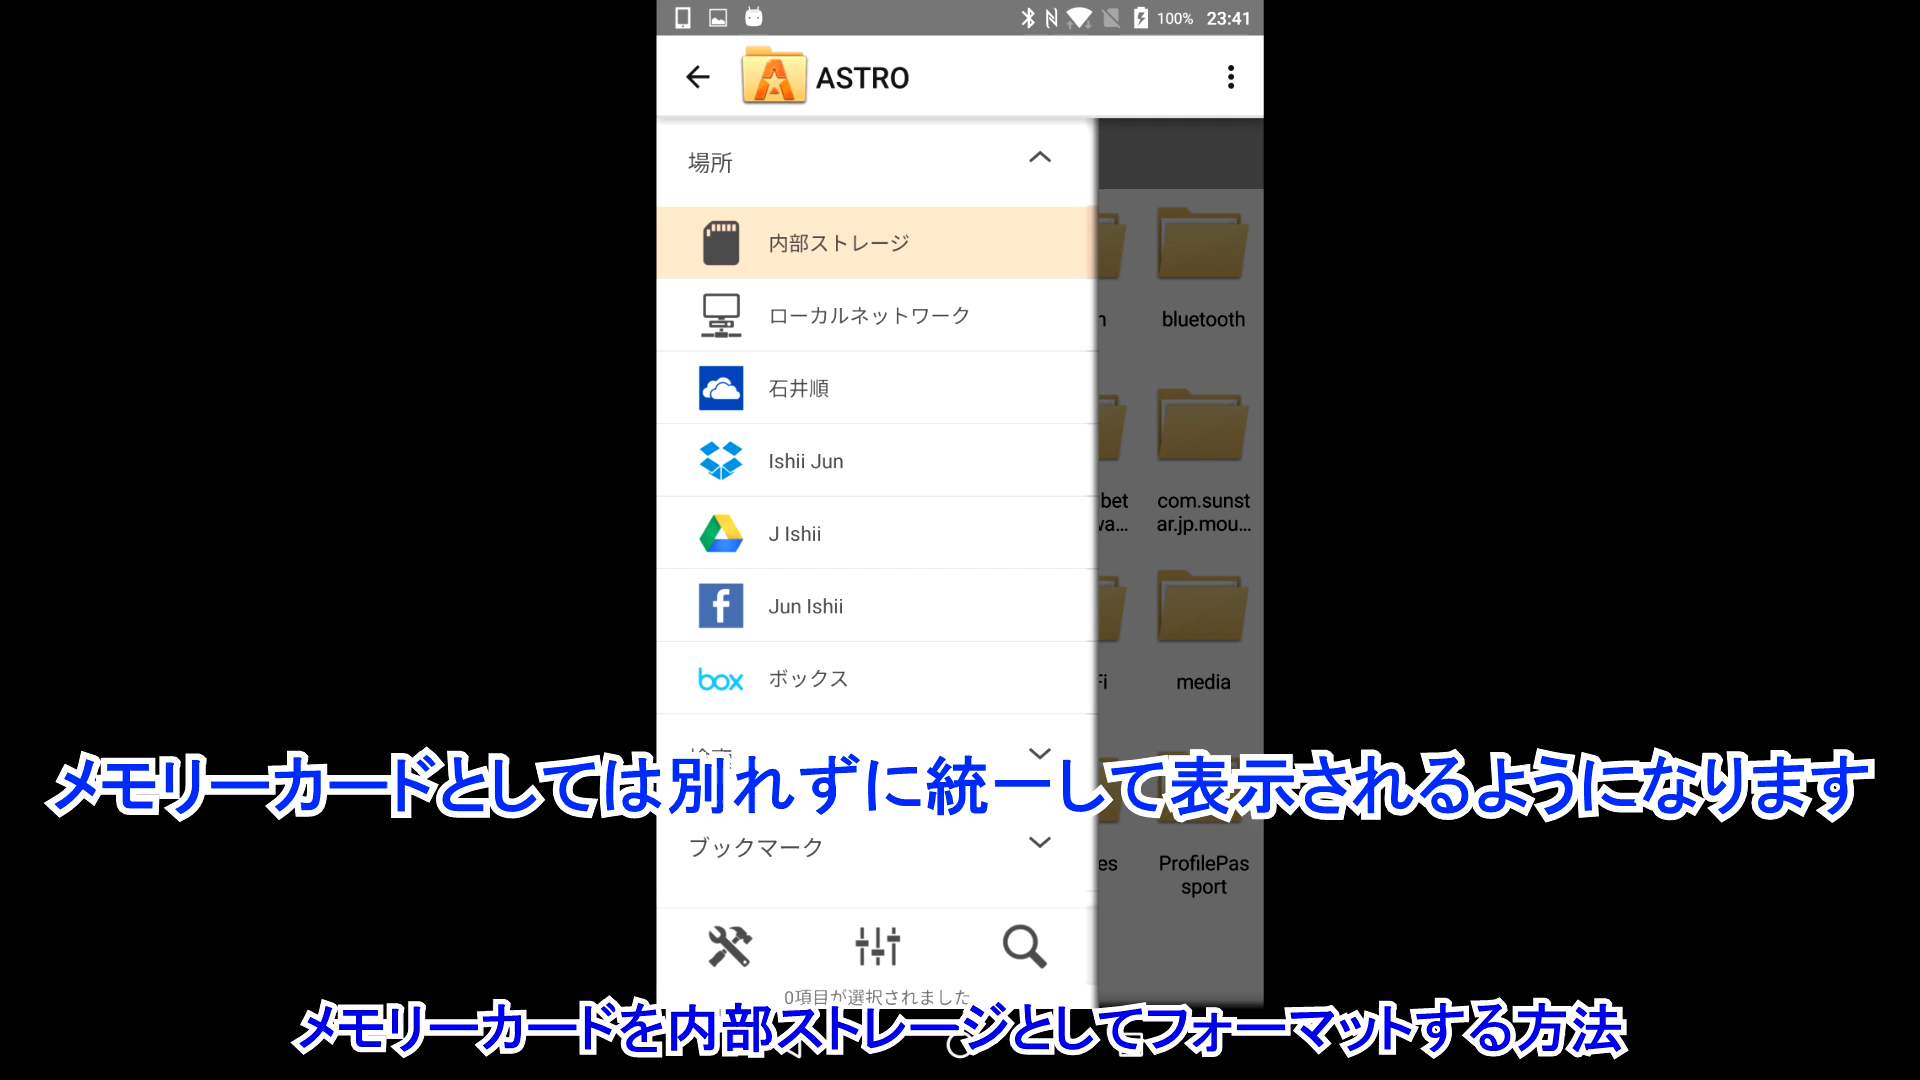 100% 23:41
ASTRO
場所
内部ストレージ
ローカルネットワーク
石井順
Ishii Jun
J Ishii
Jun Ishii
box ボックス
bluetooth
com.sunst
ar.jp.mou...
bet
media
メモリーカードとしては別れずに統一して表示されるようになります
ブックマーク
es
ProfilePas
sport
0項目が選択されました
メモリーカードを内部ストレージとしてフォーマットする方法